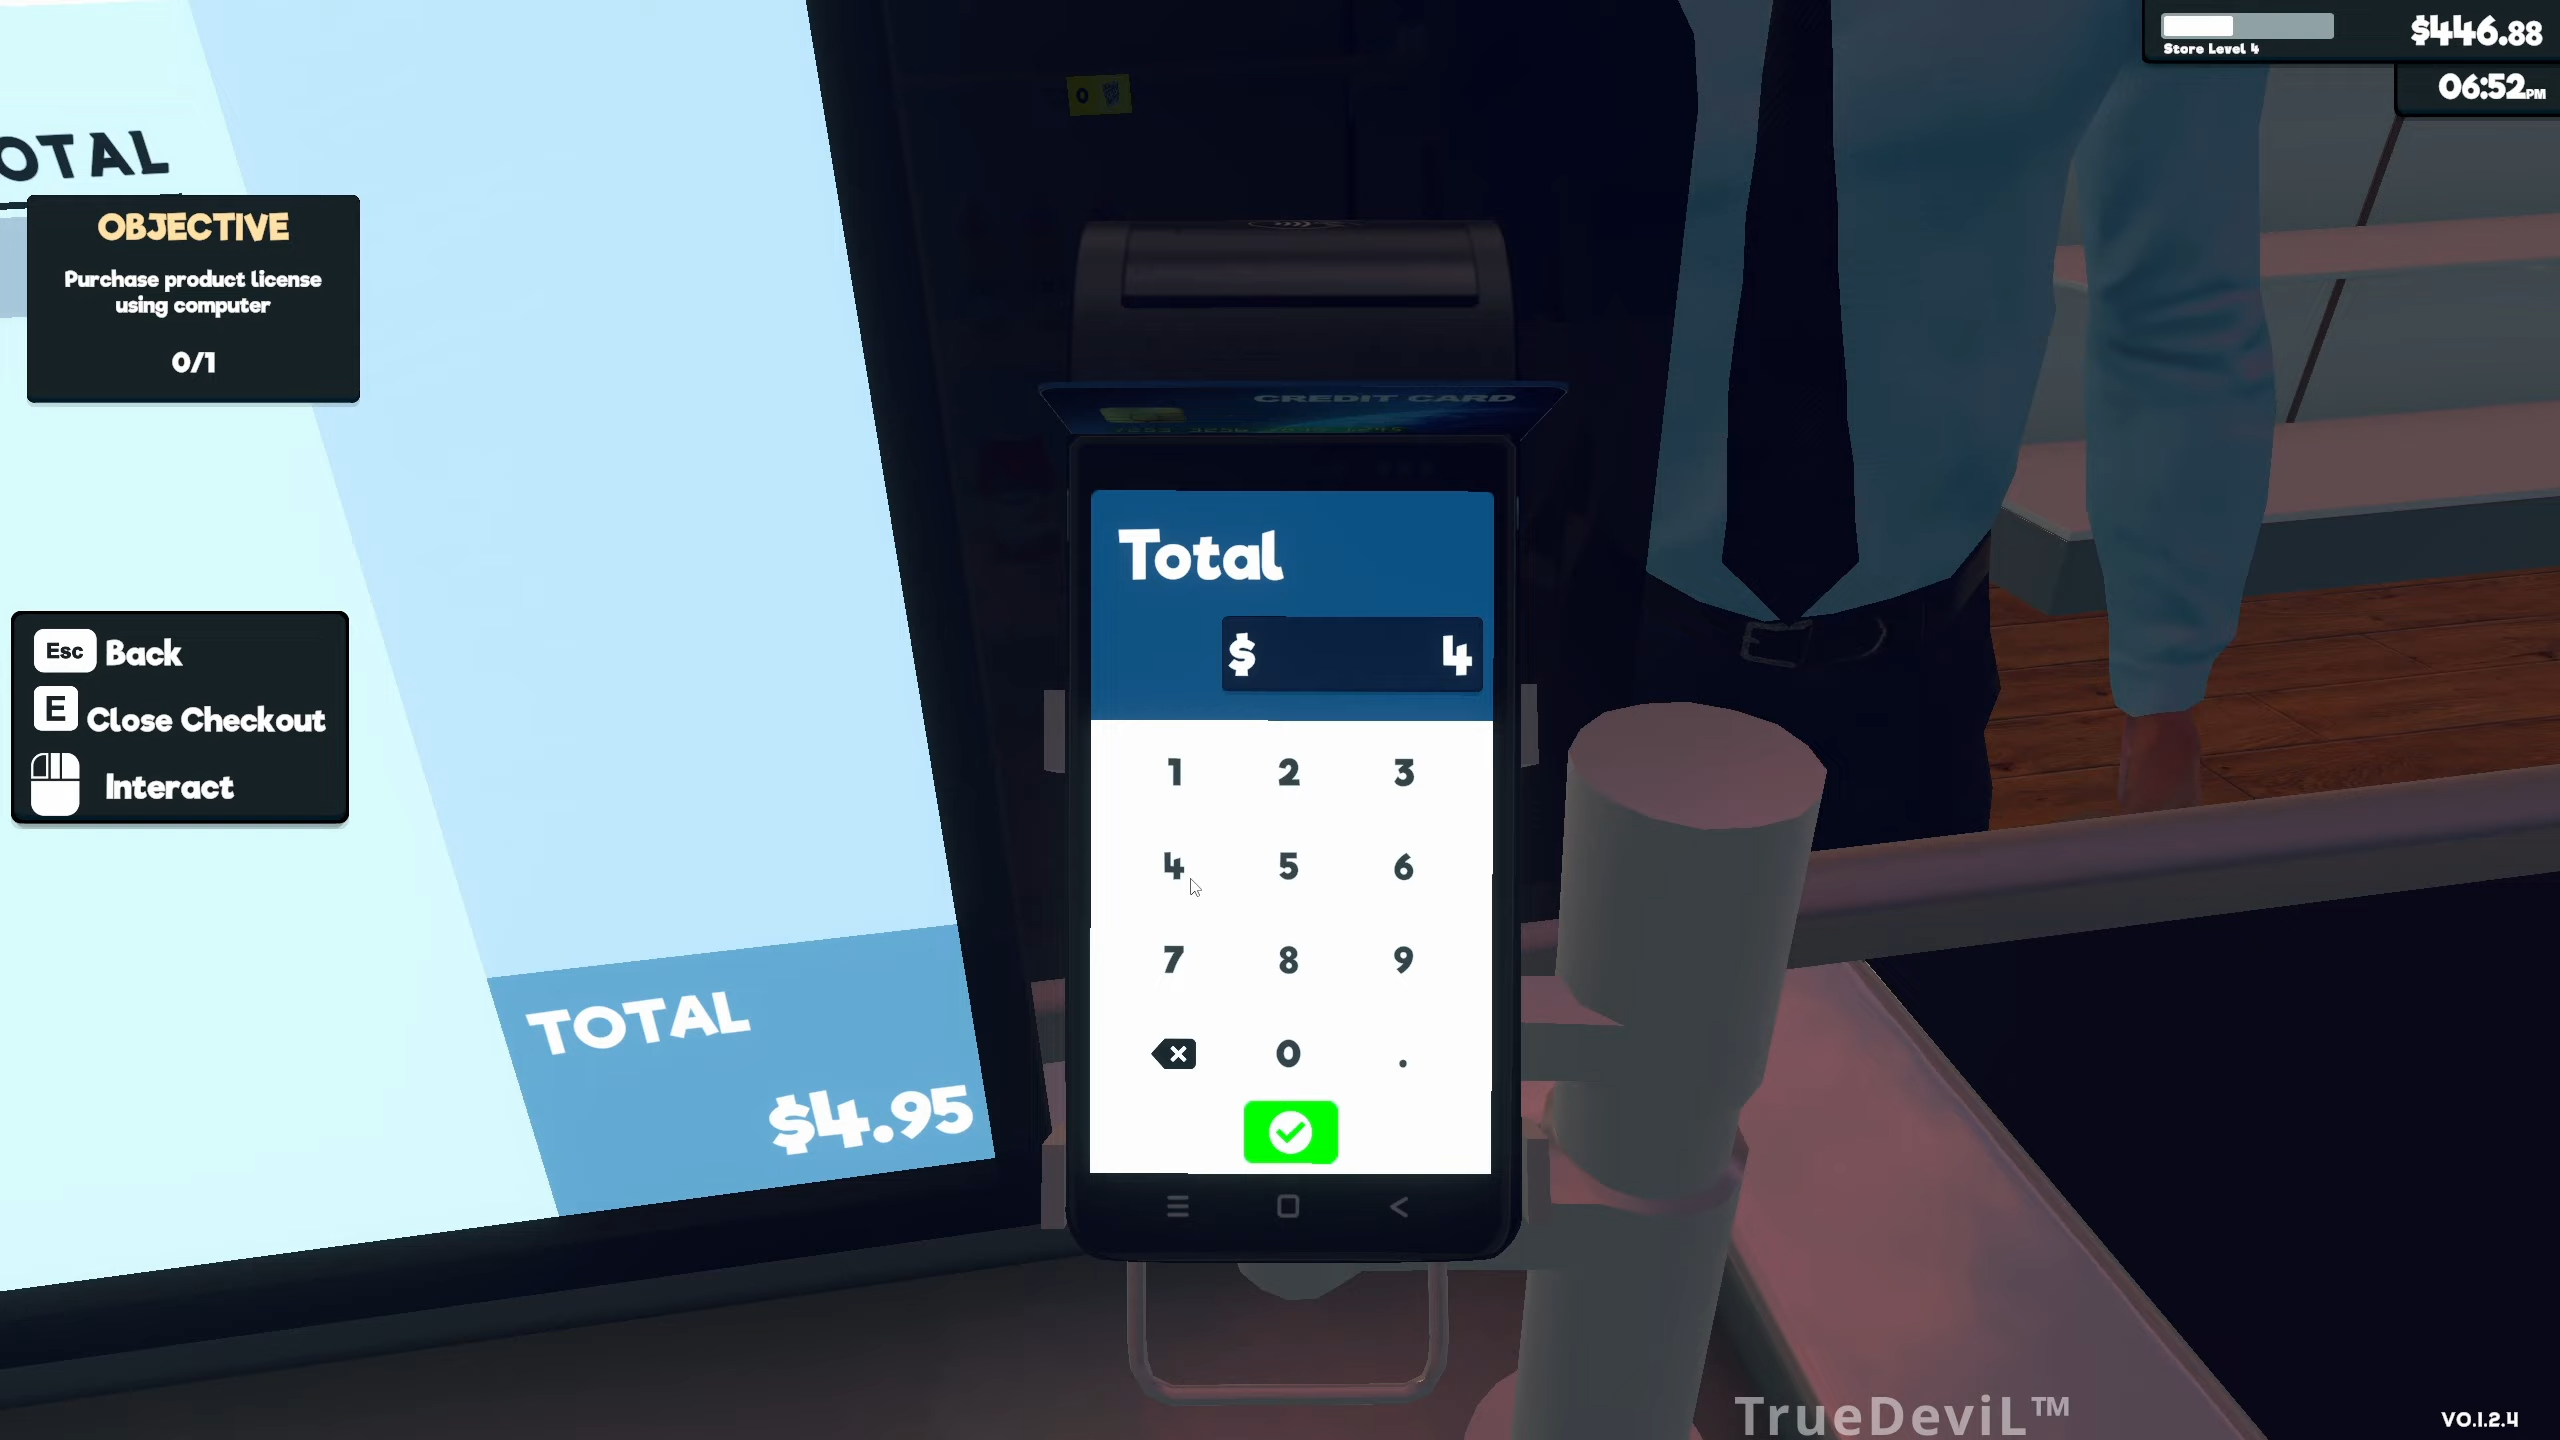 $446.88
Store Level 4
06:52PM
0
OTAL
OBJECTIVE
Purchase product license
using computer
0/1
CREDIT CARD
Total
$ 4
Esc Back
E Close Checkout
Interact
1 2 3
4 5 6
7 8 9
0 .
TOTAL
$4.95
TrueDeviL™
V0.1.2.4